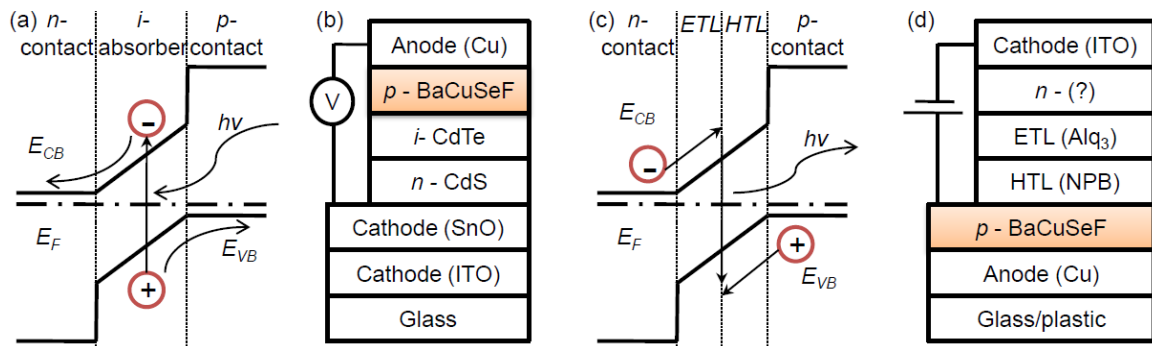 (a) n- i- p-
contact absorber contact
hν
E_CB
-
E_F
E_VB
+
(b)
Anode (Cu)
p - BaCuSeF
V
i- CdTe
n - CdS
Cathode (SnO)
Cathode (ITO)
Glass
(c) n- ETL HTL p-
contact contact
E_CB
hν
-
E_F
+
E_VB
(d)
Cathode (ITO)
n - (?)
ETL (Alq₃)
HTL (NPB)
p - BaCuSeF
Anode (Cu)
Glass/plastic